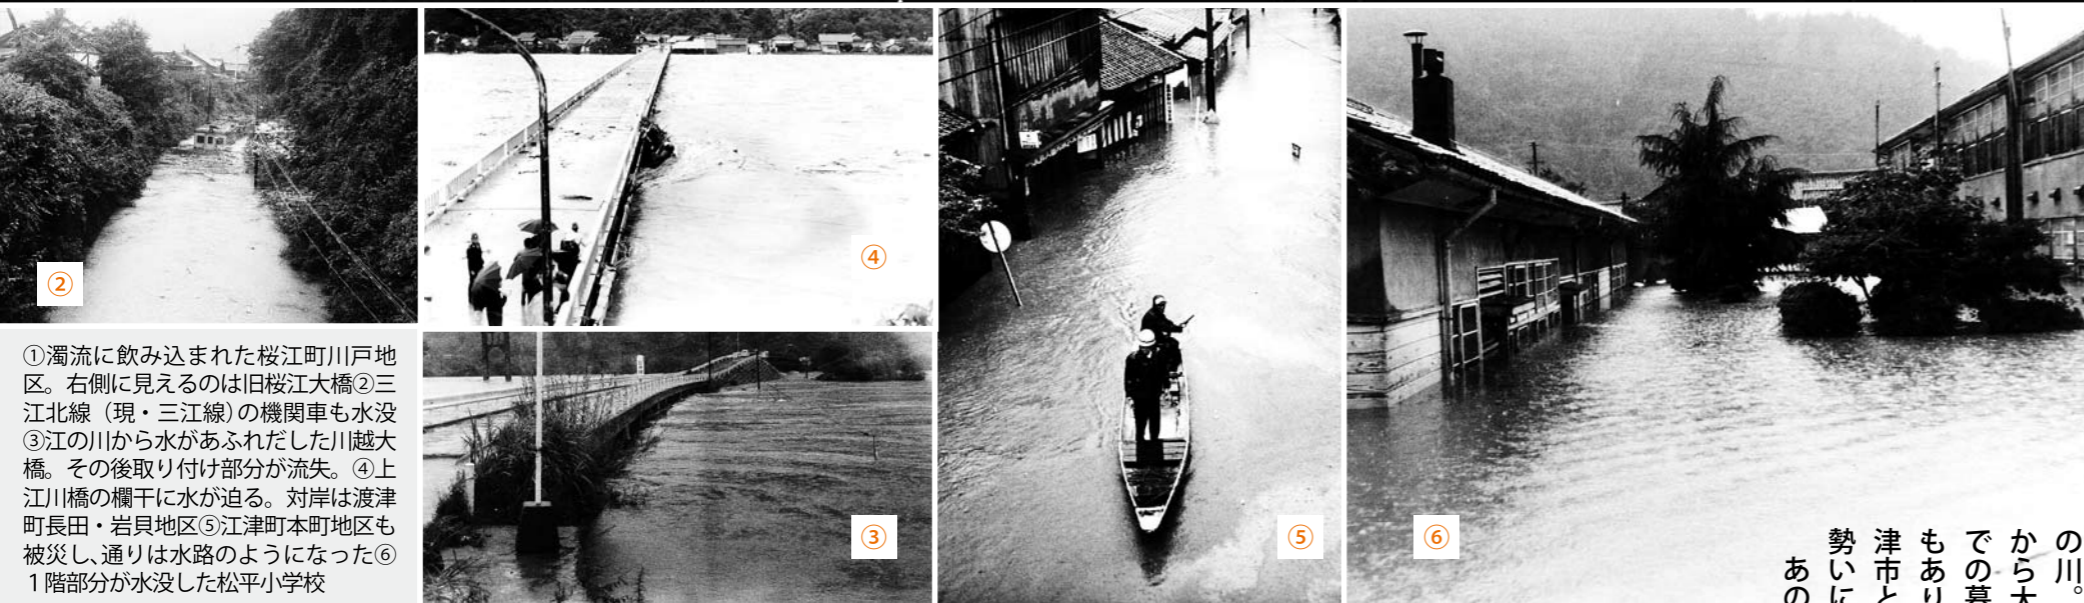 ②
④
③
⑤
⑥
①濁流に飲み込まれた桜江町川戸地
区。右側に見えるのは旧桜江大橋②三
江北線（現・三江線）の機関車も水没
③江の川から水があふれだした川越大
橋。その後取り付け部分が流失。④上
江川橋の欄干に水が迫る。対岸は渡津
町長田・岩貝地区⑤江津町本町地区も
被災し、通りは水路のようになった⑥
１階部分が水没した松平小学校
の川。
から大
での暮
もあり
津市と
勢いに
あの